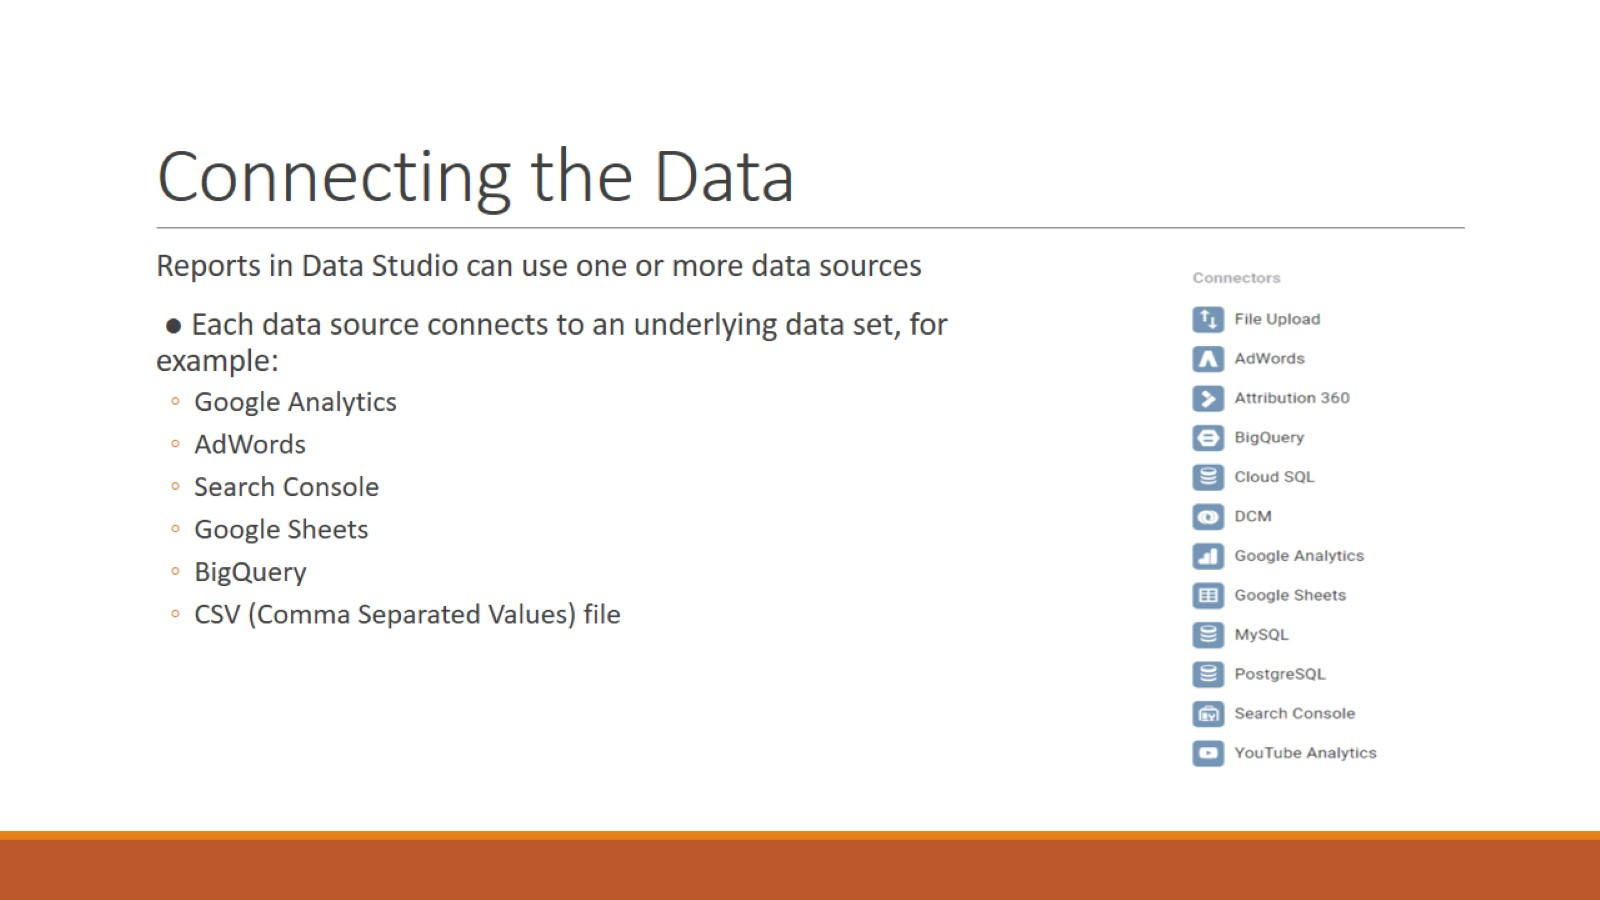 Connecting the Data
Reports in Data Studio can use one or more data sources
● Each data source connects to an underlying data set, for
example:
◦ Google Analytics
◦ AdWords
◦ Search Console
◦ Google Sheets
◦ BigQuery
◦ CSV (Comma Separated Values) file
Connectors
File Upload
AdWords
Attribution 360
BigQuery
Cloud SQL
DCM
Google Analytics
Google Sheets
MySQL
PostgreSQL
Search Console
YouTube Analytics